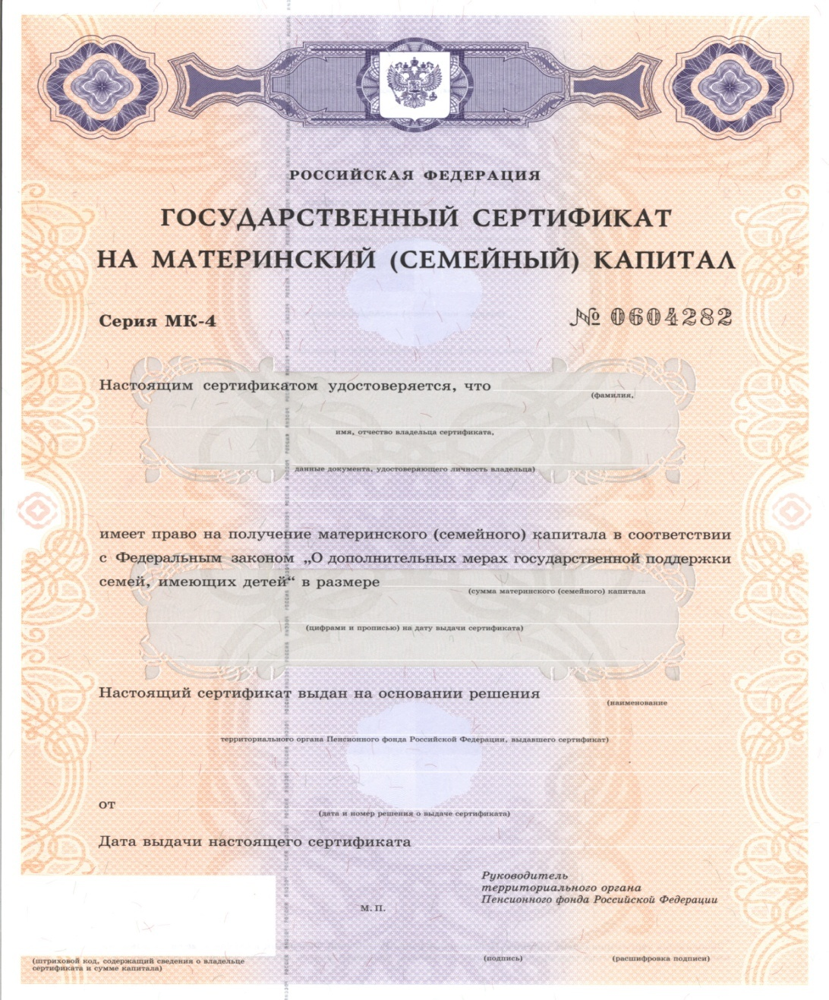 РОССИЙСКАЯ ФЕДЕРАЦИЯ
ГОСУДАРСТВЕННЫЙ СЕРТИФИКАТ
НА МАТЕРИНСКИЙ (СЕМЕЙНЫЙ) КАПИТАЛ
Серия МК-4
№ 0604282
Настоящим сертификатом удостоверяется, что
(фамилия,
имя, отчество владельца сертификата,
данные документа, удостоверяющего личность владельца)
имеет право на получение материнского (семейного) капитала в соответствии
с Федеральным законом „О дополнительных мерах государственной поддержки
семей, имеющих детей“ в размере
(сумма материнского (семейного) капитала
(цифрами и прописью) на дату выдачи сертификата)
Настоящий сертификат выдан на основании решения
(наименование
территориального органа Пенсионного фонда Российской Федерации, выдавшего сертификат)
от
(дата и номер решения о выдаче сертификата)
Дата выдачи настоящего сертификата
Руководитель
территориального органа
Пенсионного фонда Российской Федерации
М. П.
(подпись)
(расшифровка подписи)
(штриховой код, содержащий сведения о владельце
сертификата и сумме капитала)